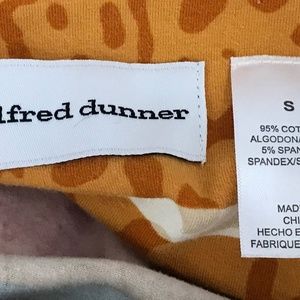 lfred dunner
S
95% COT
ALGODON/
5% SPAN
SPANDEX/S
MADE
CHI
HECHO E
FABRIQUE